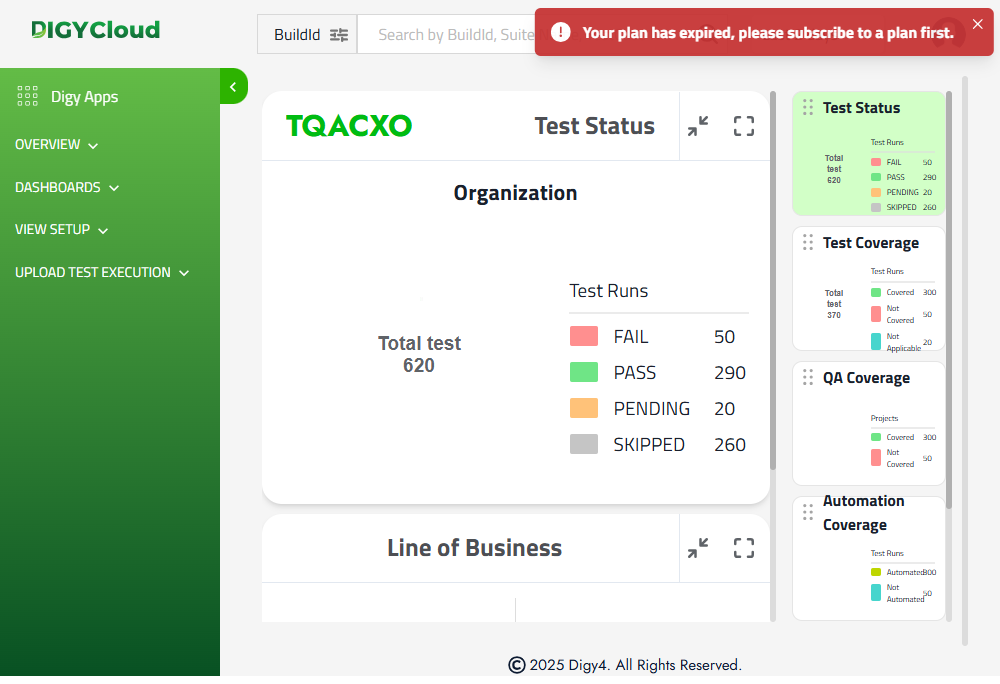 DIGYCloud
BuildId
Search by BuildId, Suite
Your plan has expired, please subscribe to a plan first.
Digy Apps
OVERVIEW
DASHBOARDS
VIEW SETUP
UPLOAD TEST EXECUTION
TQACXO
Test Status
Organization
Total test
620
Test Runs
FAIL 50
PASS 290
PENDING 20
SKIPPED 260
Line of Business
Test Status
Total
test
620
Test Runs
FAIL 50
PASS 290
PENDING 20
SKIPPED 260
Test Coverage
Total
test
370
Test Runs
Covered 300
Not
Covered 50
Not
Applicable 20
QA Coverage
Projects
Covered 300
Not
Covered 50
Automation
Coverage
Test Runs
Automated 300
Not
Automated 50
© 2025 Digy4. All Rights Reserved.